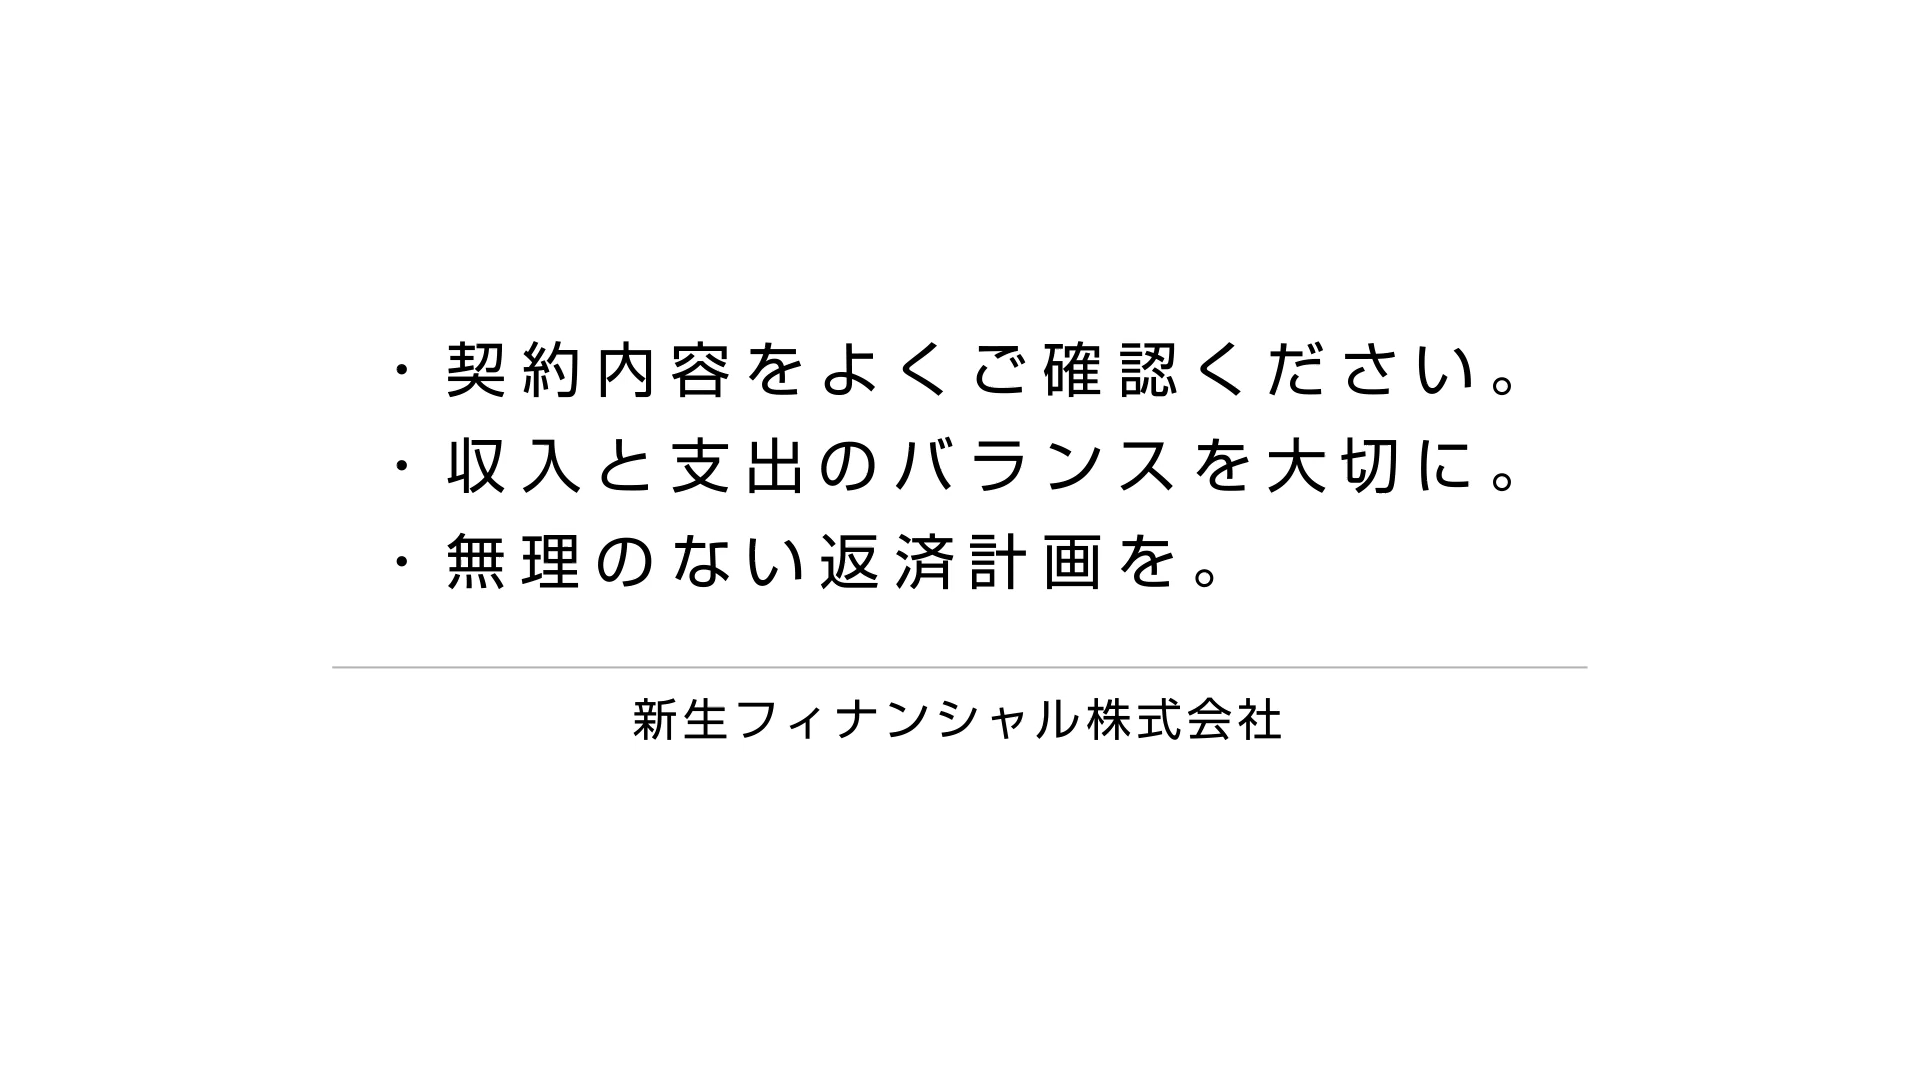 ・契約内容をよくご確認ください。
・収入と支出のバランスを大切に。
・無理のない返済計画を。
新生フィナンシャル株式会社